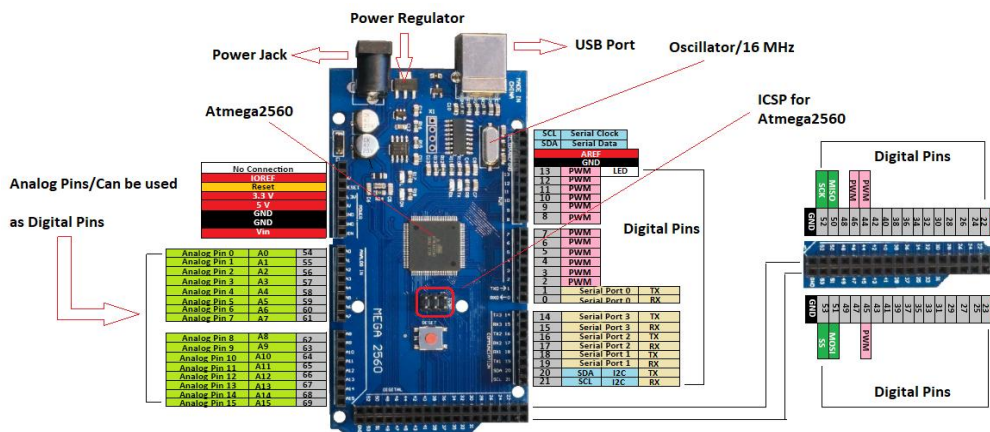 Power Regulator
Power Jack
USB Port
Oscillator/16 MHz
Atmega2560
ICSP for
Atmega2560
Analog Pins/Can be used
as Digital Pins
No Connection
IOREF
Reset
3.3 V
5 V
GND
GND
Vin
Analog Pin 0 A0 54
Analog Pin 1 A1 55
Analog Pin 2 A2 56
Analog Pin 3 A3 57
Analog Pin 4 A4 58
Analog Pin 5 A5 59
Analog Pin 6 A6 60
Analog Pin 7 A7 61
Analog Pin 8 A8 62
Analog Pin 9 A9 63
Analog Pin 10 A10 64
Analog Pin 11 A11 65
Analog Pin 12 A12 66
Analog Pin 13 A13 67
Analog Pin 14 A14 68
Analog Pin 15 A15 69
MADE IN
CHINA
MEGA 2560
SCL Serial Clock
SDA Serial Data
AREF
GND
13 PWM LED
12 PWM
11 PWM
10 PWM
9 PWM
8 PWM
7 PWM
6 PWM
5 PWM
4 PWM
3 PWM
2 PWM
1 Serial Port 0 TX
0 Serial Port 0 RX
Digital Pins
14 Serial Port 3 TX
15 Serial Port 3 RX
16 Serial Port 2 TX
17 Serial Port 2 RX
18 Serial Port 1 TX
19 Serial Port 1 RX
20 SDA I2C TX
21 SCL I2C RX
Digital Pins
SCK MISO PWM PWM
GND 52 50 48 46 44 42 40 38 36 34 32 30 28 26 24 22
GND 53 51 49 47 45 43 41 39 37 35 33 31 29 27 25 23
SS MOSI PWM
Digital Pins